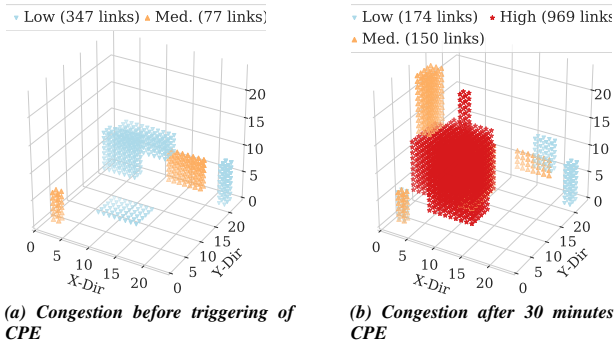 Low (347 links) Med. (77 links)
20
15
10
5
0
0
5
10
15
20
X-Dir
0
5
10
15
20
Y-Dir
(a) Congestion before triggering of
CPE
Low (174 links) High (969 links
Med. (150 links)
20
15
10
5
0
0
5
10
15
20
X-Dir
0
5
10
15
20
Y-Dir
(b) Congestion after 30 minutes
CPE